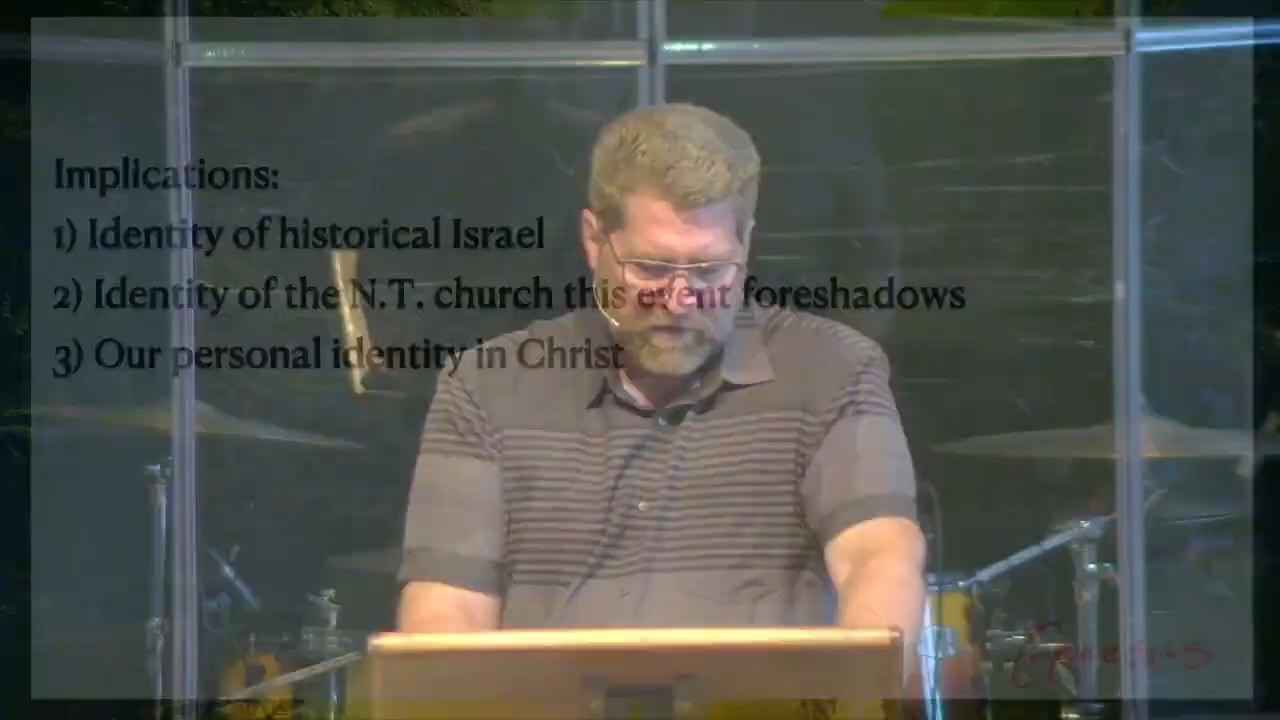 Implications:
1) Identity of historical Israel
2) Identity of the N.T. church this event foreshadows
3) Our personal identity in Christ
Genesis